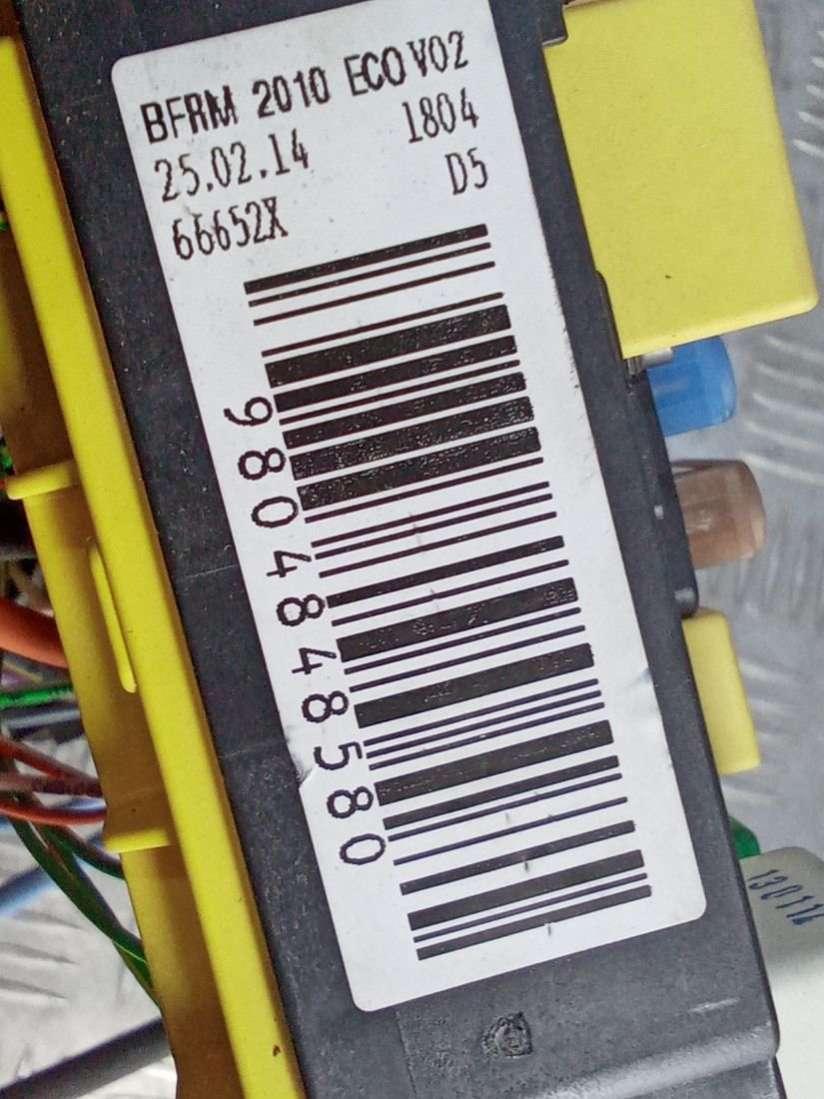 BFRM 2010 ECO V02
25.02.14 1804
66652X D5
9804848580